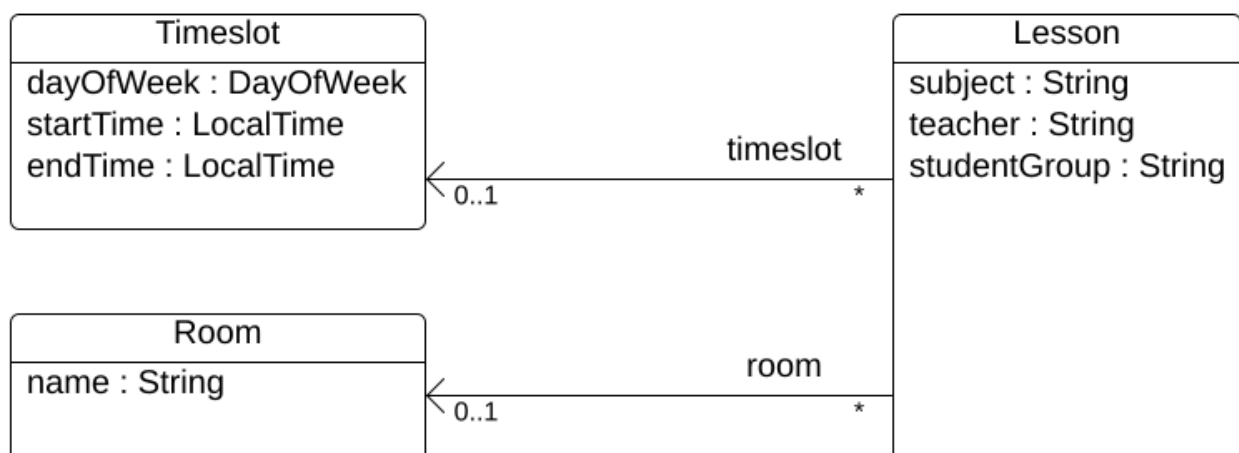 Timeslot
dayOfWeek : DayOfWeek
startTime : LocalTime
endTime : LocalTime
Lesson
subject : String
teacher : String
studentGroup : String
timeslot
0..1
*
Room
name : String
room
0..1
*